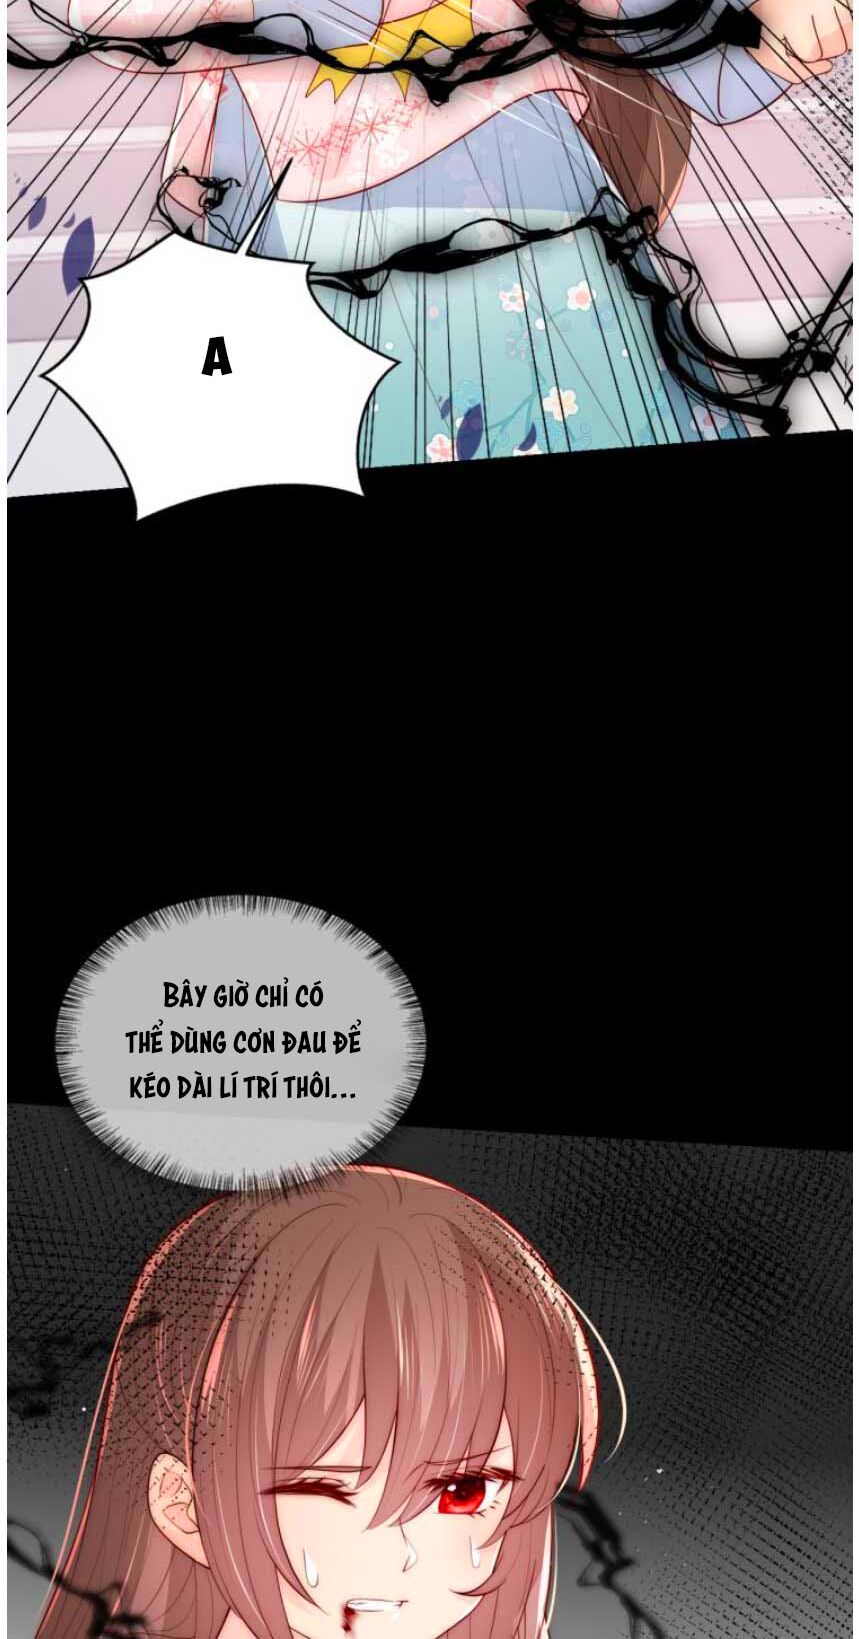 A
BÂY GIỜ CHỈ CÓ
THỂ DÙNG CƠN ĐAU ĐỂ
KÉO DÀI LÍ TRÍ THÔI...